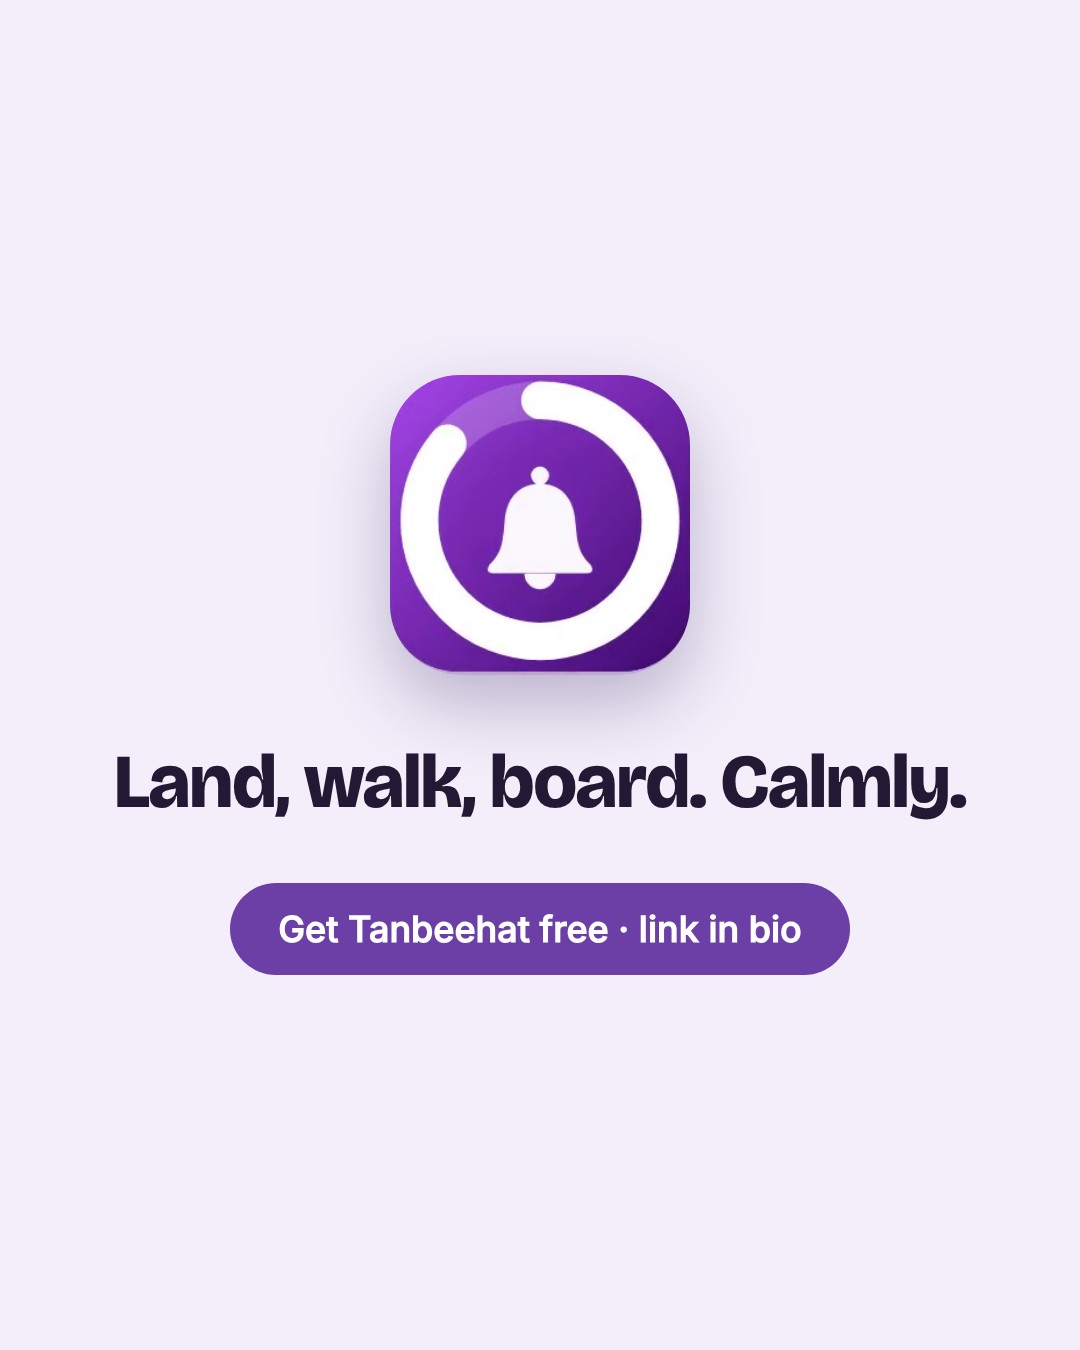 Land, walk, board. Calmly.
Get Tanbeehat free · link in bio